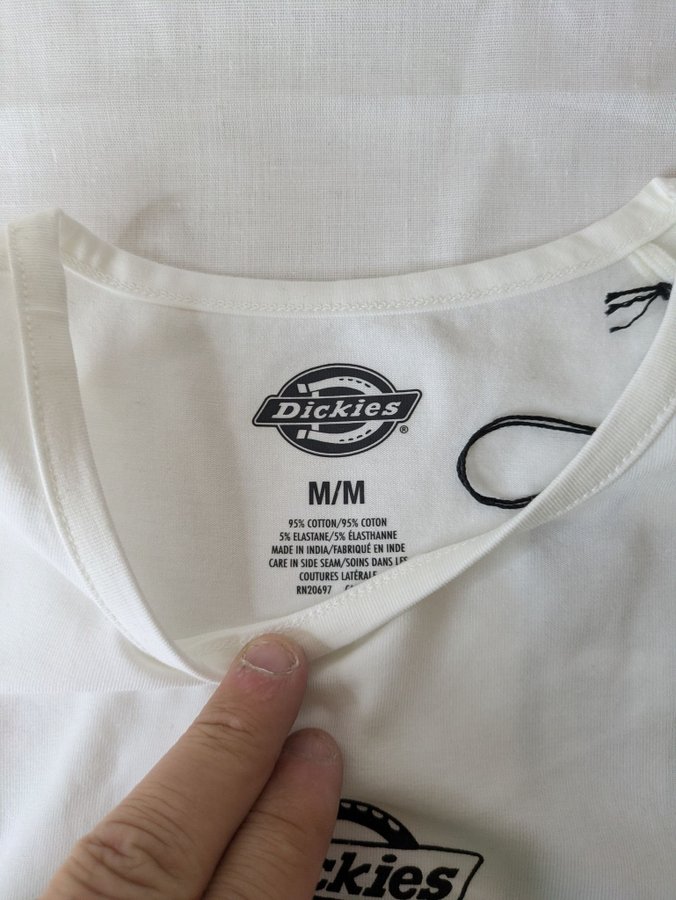 Dickies®
M/M
95% COTTON/95% COTON
5% ELASTANE/5% ÉLASTHANNE
MADE IN INDIA/FABRIQUÉ EN INDE
CARE IN SIDE SEAM/SOINS DANS LES
COUTURES LATÉRALE
RN20697
ckies